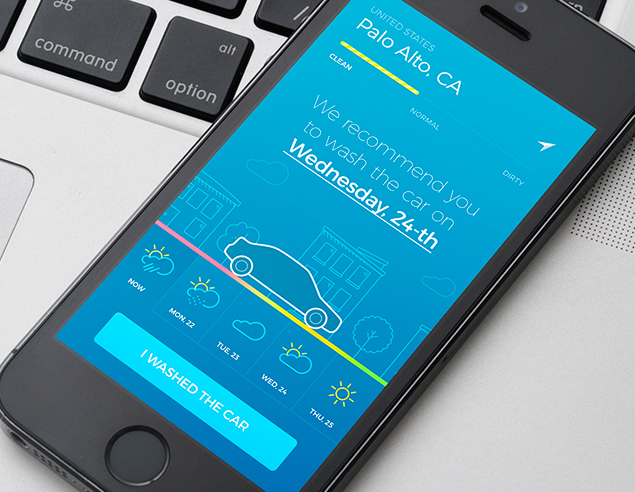 ⌘
command
alt
option
UNITED STATES
Palo Alto, CA
CLEAN
NORMAL
DIRTY
We recommend you
to wash the car on
Wednesday, 24-th
NOW
MON, 22
TUE, 23
WED, 24
THU, 25
I WASHED THE CAR